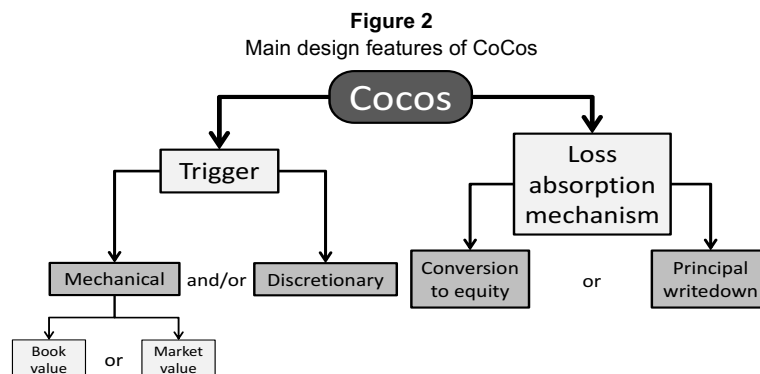 Figure 2
Main design features of CoCos
Cocos
Trigger
Loss
absorption
mechanism
Mechanical and/or Discretionary
Conversion
to equity
or
Principal
writedown
Book
value
or
Market
value